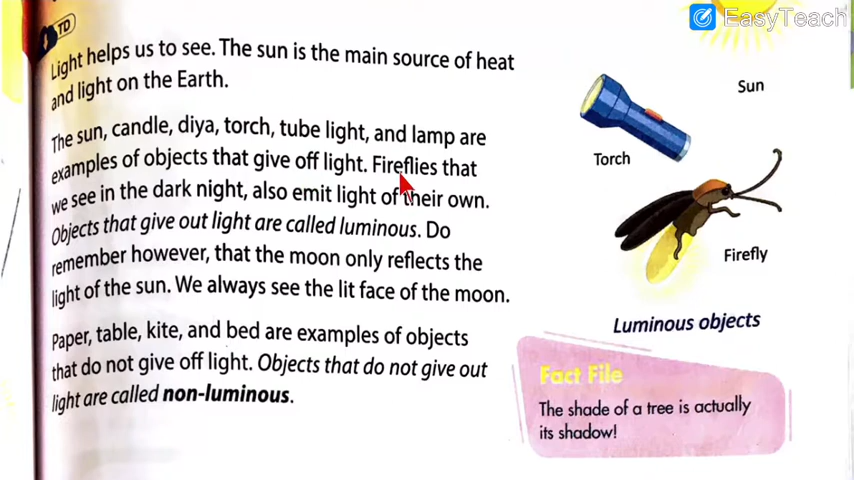 EasyTeach
TD
Light helps us to see. The sun is the main source of heat
and light on the Earth.
The sun, candle, diya, torch, tube light, and lamp are
examples of objects that give off light. Fireflies that
we see in the dark night, also emit light of their own.
Objects that give out light are called luminous. Do
remember however, that the moon only reflects the
light of the sun. We always see the lit face of the moon.
Paper, table, kite, and bed are examples of objects
that do not give off light. Objects that do not give out
light are called non-luminous.
Sun
Torch
Firefly
Luminous objects
Fact File
The shade of a tree is actually
its shadow!